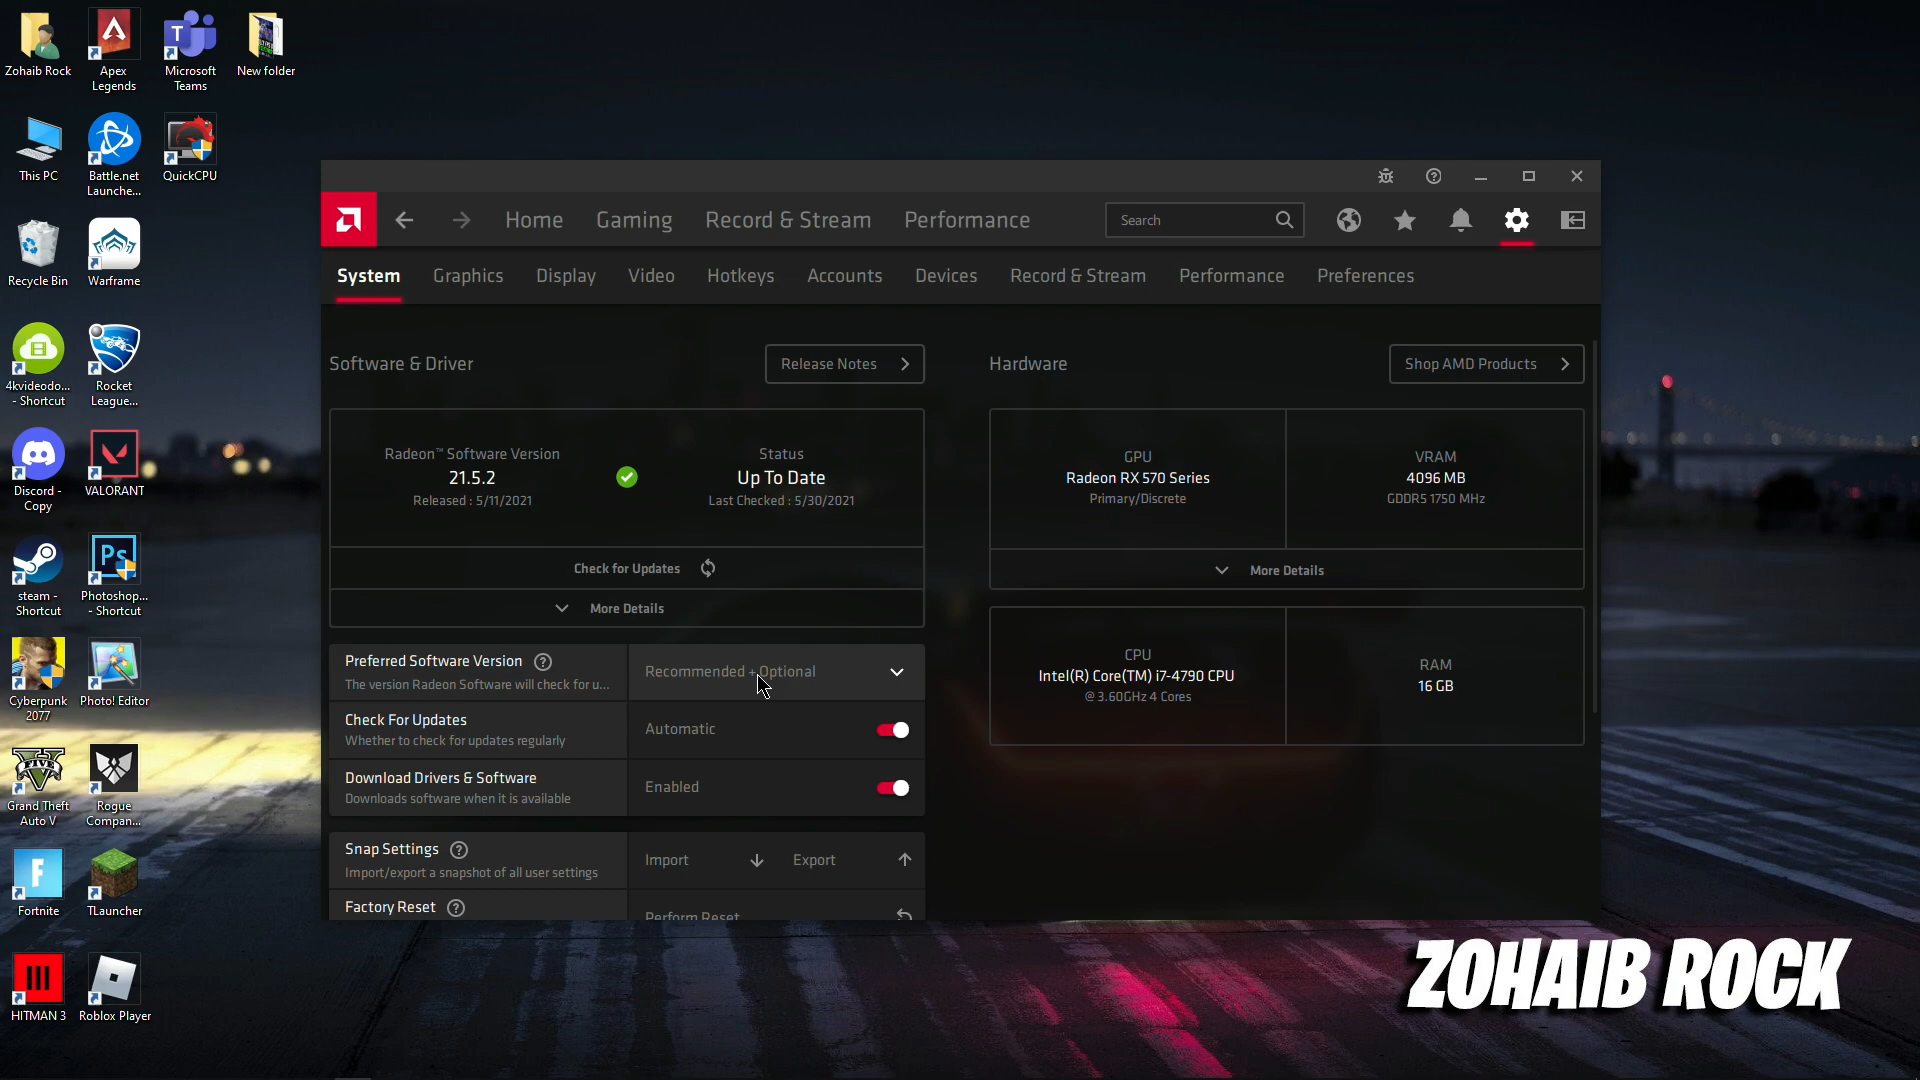 Zohaib Rock
Apex
Legends
Microsoft
Teams
New folder
This PC
Battle.net
Launche...
QuickCPU
Recycle Bin
Warframe
4kvideodo...
- Shortcut
Rocket
League...
Discord -
Copy
VALORANT
steam -
Shortcut
Photoshop...
- Shortcut
Cyberpunk
2077
Photo! Editor
Grand Theft
Auto V
Rogue
Compan...
Fortnite
TLauncher
HITMAN 3
Roblox Player
Home
Gaming
Record & Stream
Performance
Search
System
Graphics
Display
Video
Hotkeys
Accounts
Devices
Record & Stream
Performance
Preferences
Software & Driver
Release Notes
Radeon™ Software Version
21.5.2
Released : 5/11/2021
Status
Up To Date
Last Checked : 5/30/2021
Check for Updates
More Details
Preferred Software Version
The version Radeon Software will check for u...
Recommended + Optional
Check For Updates
Whether to check for updates regularly
Automatic
Download Drivers & Software
Downloads software when it is available
Enabled
Snap Settings
Import/export a snapshot of all user settings
Import
Export
Factory Reset
Perform Reset
Hardware
Shop AMD Products
GPU
Radeon RX 570 Series
Primary/Discrete
VRAM
4096 MB
GDDR5 1750 MHz
More Details
CPU
Intel(R) Core(TM) i7-4790 CPU
@ 3.60GHz 4 Cores
RAM
16 GB
ZOHAIB ROCK